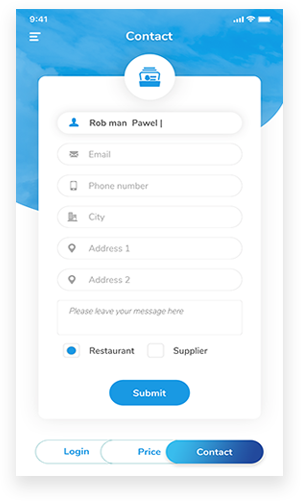 9:41
Contact
Rob man Pawel |
Email
Phone number
City
Address 1
Address 2
Please leave your message here
Restaurant Supplier
Submit
Login Price Contact